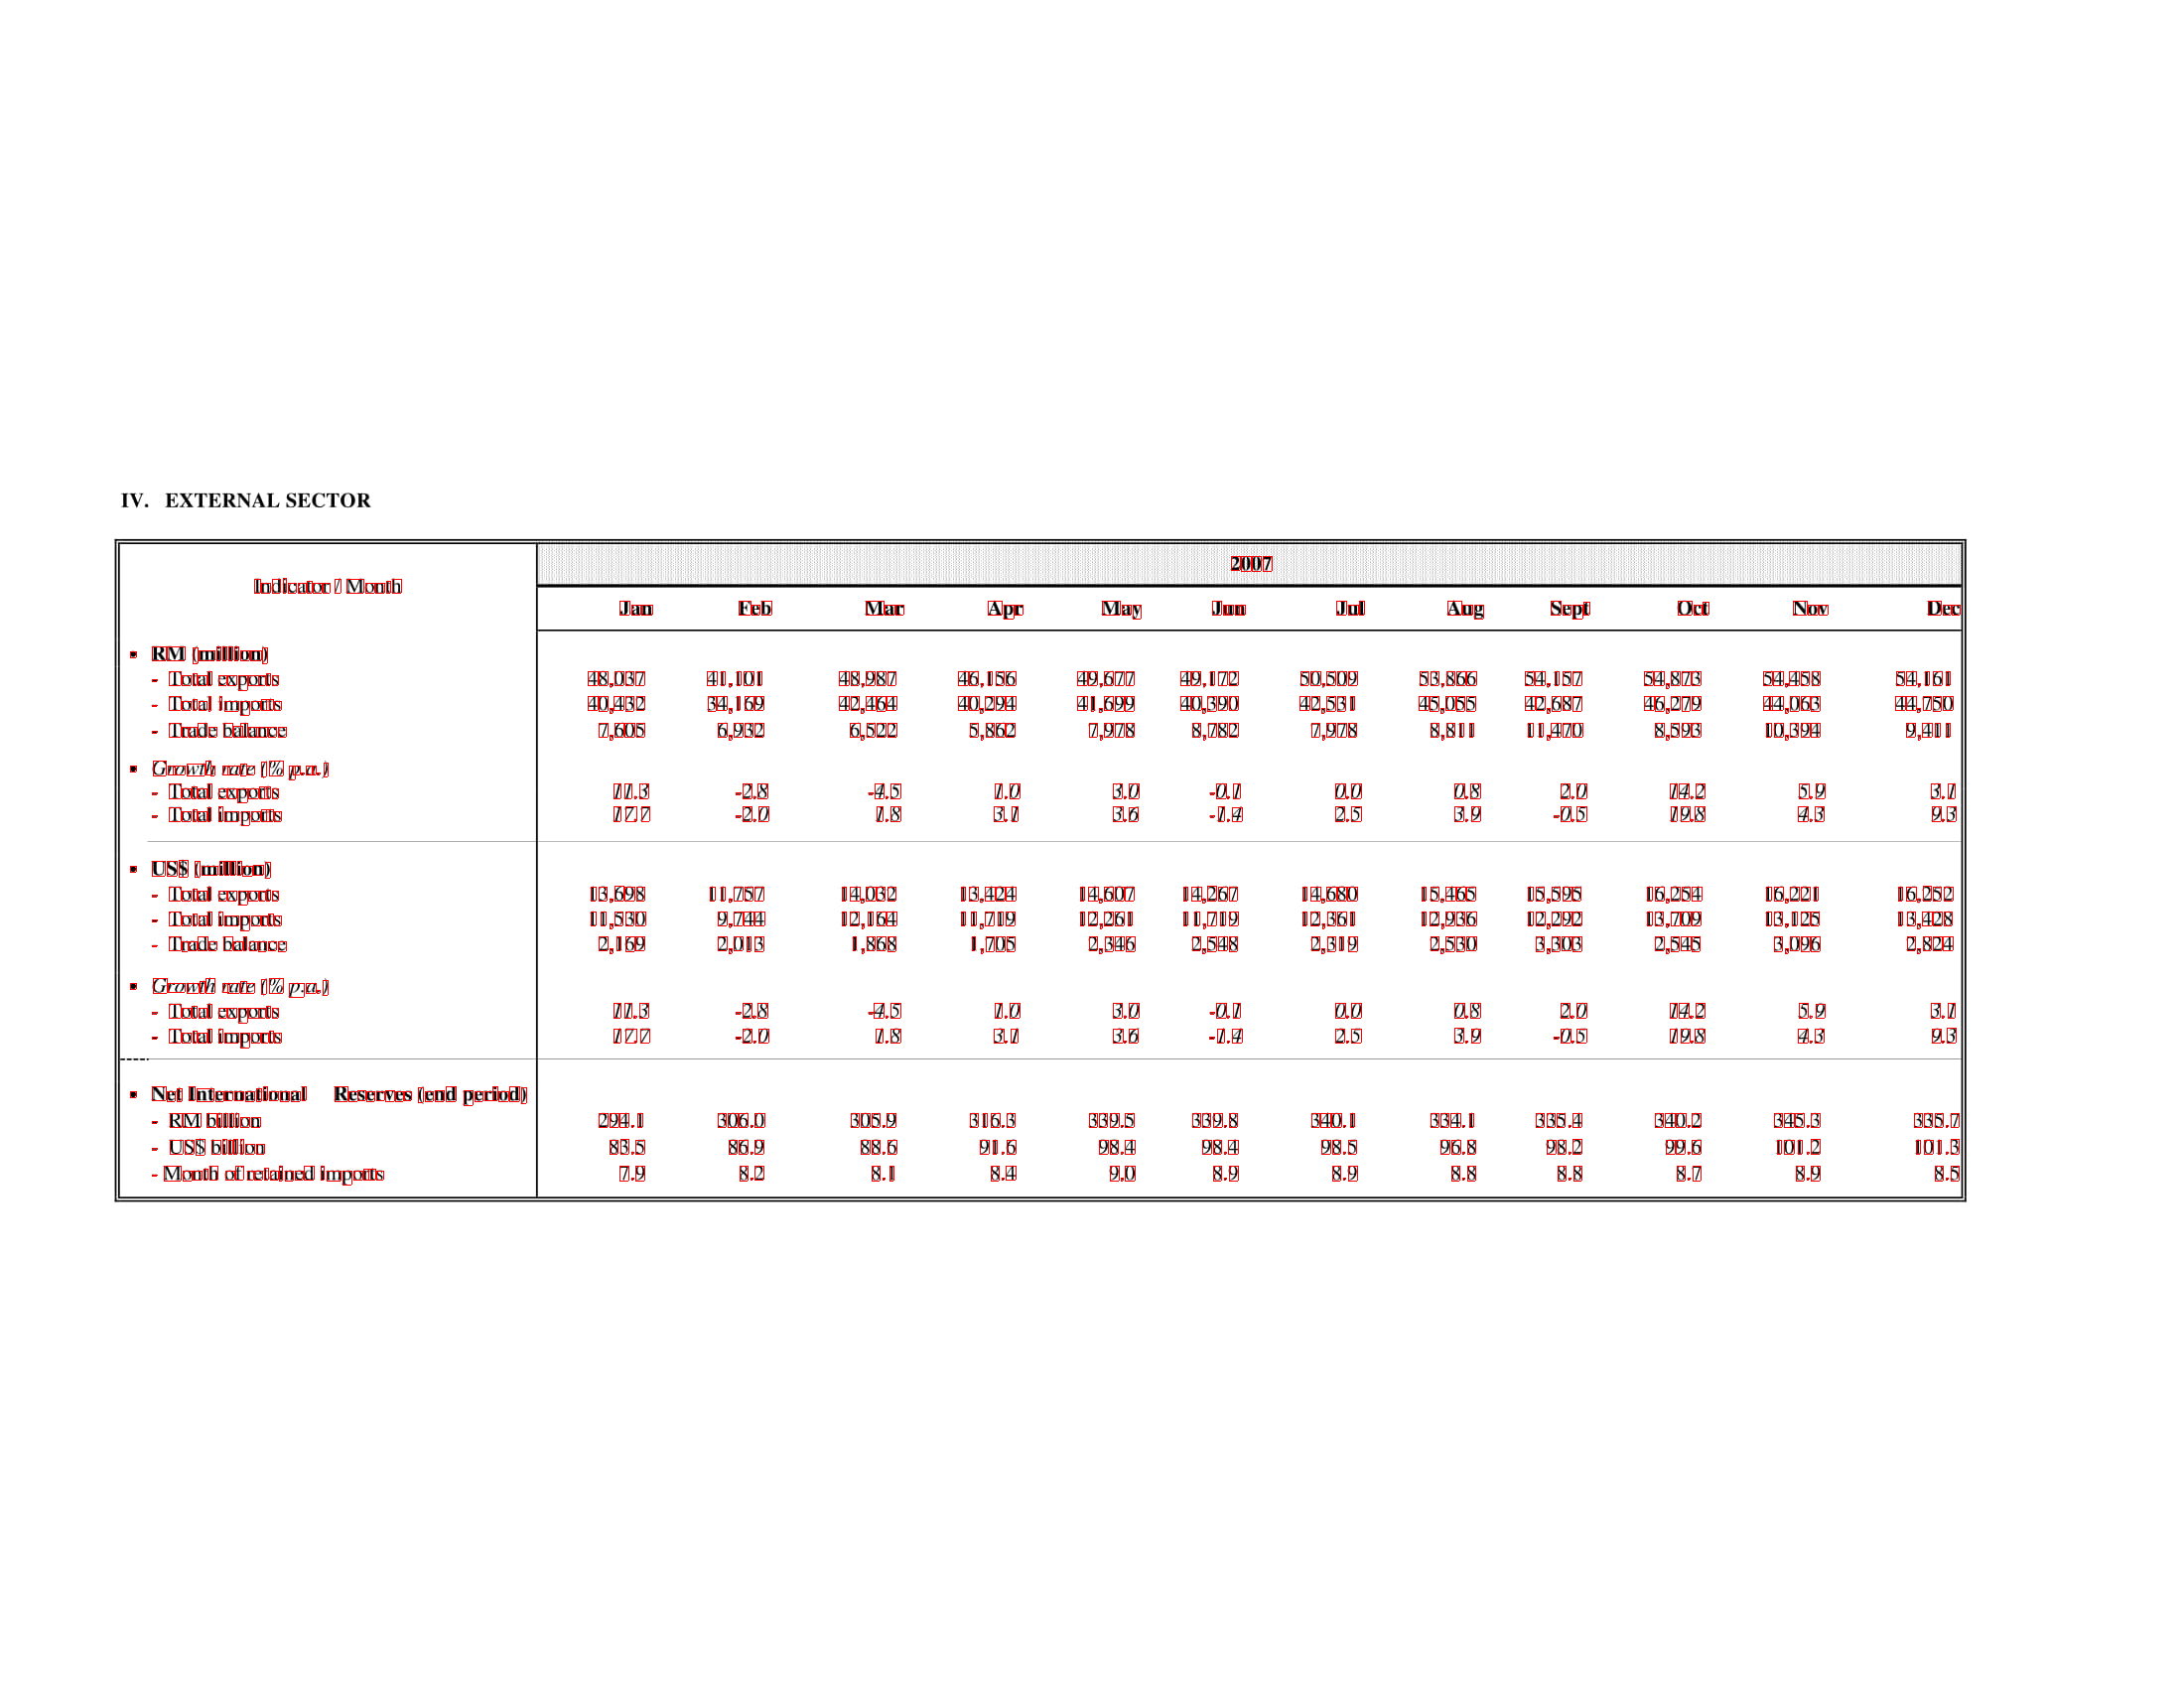 IV. EXTERNAL SECTOR
2007
Indicator / Month
Jan Feb Mar Apr May Jun Jul Aug Sept Oct Nov Dec
• RM (million)
- Total exports 48,037 41,101 48,987 46,156 49,677 49,172 50,509 53,866 54,157 54,873 54,458 54,161
- Total imports 40,432 34,169 42,464 40,294 41,699 40,390 42,531 45,055 42,687 46,279 44,063 44,750
- Trade balance 7,605 6,932 6,522 5,862 7,978 8,782 7,978 8,811 11,470 8,593 10,394 9,411
• Growth rate (% p.a.)
- Total exports 11.3 -2.8 -4.5 1.0 3.0 -0.1 0.0 0.8 2.0 14.2 5.9 3.1
- Total imports 17.7 -2.0 1.8 3.1 3.6 -1.4 2.5 3.9 -0.5 19.8 4.3 9.3
• US$ (million)
- Total exports 13,698 11,757 14,032 13,424 14,607 14,267 14,680 15,465 15,595 16,254 16,221 16,252
- Total imports 11,530 9,744 12,164 11,719 12,261 11,719 12,361 12,936 12,292 13,709 13,125 13,428
- Trade balance 2,169 2,013 1,868 1,705 2,346 2,548 2,319 2,530 3,303 2,545 3,096 2,824
• Growth rate (% p.a.)
- Total exports 11.3 -2.8 -4.5 1.0 3.0 -0.1 0.0 0.8 2.0 14.2 5.9 3.1
- Total imports 17.7 -2.0 1.8 3.1 3.6 -1.4 2.5 3.9 -0.5 19.8 4.3 9.3
• Net International Reserves (end period)
- RM billion 294.1 306.0 305.9 316.3 339.5 339.8 340.1 334.1 335.4 340.2 345.3 335.7
- US$ billion 83.5 86.9 88.6 91.6 98.4 98.4 98.5 96.8 98.2 99.6 101.2 101.3
- Month of retained imports 7.9 8.2 8.1 8.4 9.0 8.9 8.9 8.8 8.8 8.7 8.9 8.5